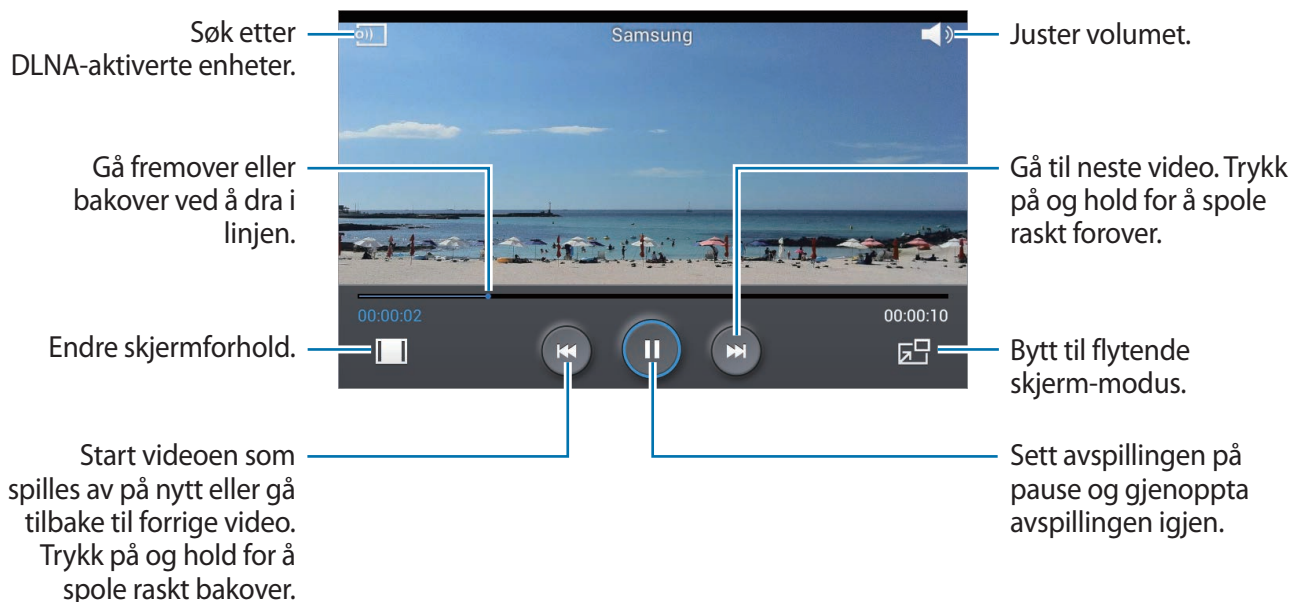 Søk etter
DLNA-aktiverte enheter.
Samsung
Juster volumet.
Gå fremover eller
bakover ved å dra i
linjen.
Gå til neste video. Trykk
på og hold for å spole
raskt forover.
00:00:02
00:00:10
Endre skjermforhold.
Bytt til flytende
skjerm-modus.
Start videoen som
spilles av på nytt eller gå
tilbake til forrige video.
Trykk på og hold for å
spole raskt bakover.
Sett avspillingen på
pause og gjenoppta
avspillingen igjen.